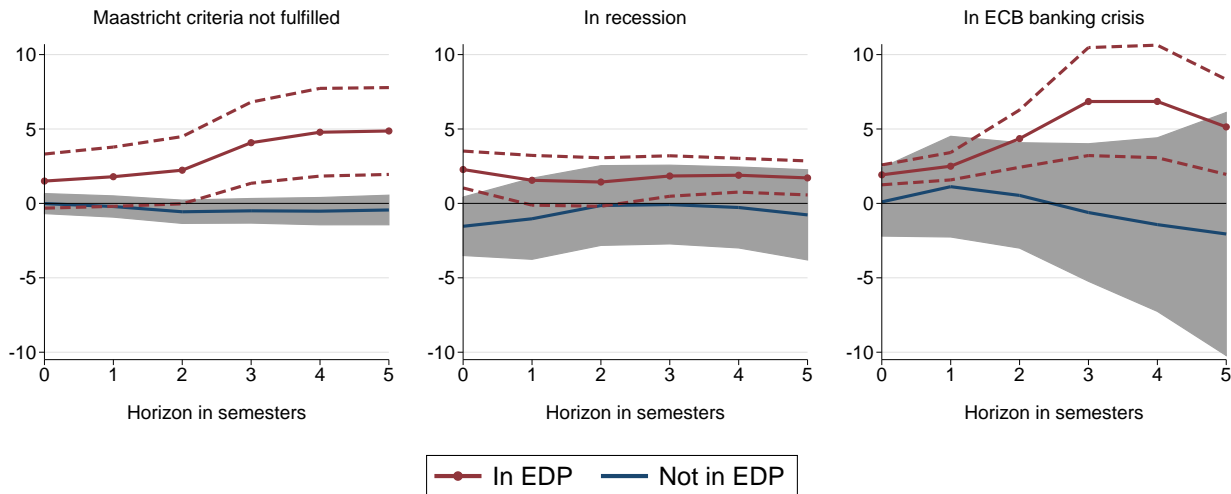 Maastricht criteria not fulfilled
10
5
0
-5
-10
0 1 2 3 4 5
Horizon in semesters
In recession
10
5
0
-5
-10
0 1 2 3 4 5
Horizon in semesters
In ECB banking crisis
10
5
0
-5
-10
0 1 2 3 4 5
Horizon in semesters
In EDP Not in EDP